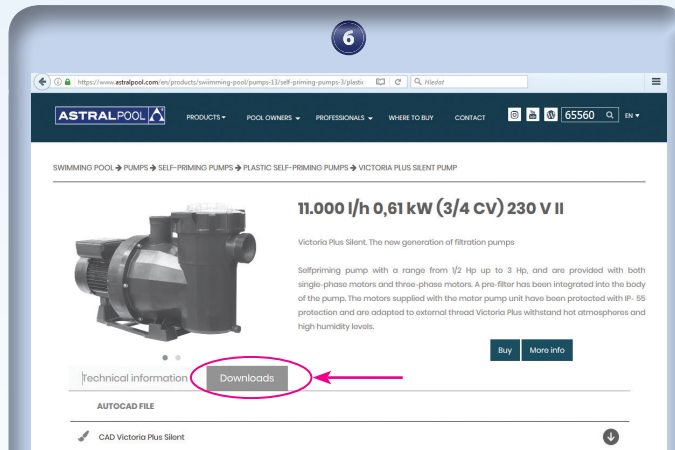 6
https://www.astralpool.com/en/products/swiimming-pool/pumps-13/self-priming-pumps-3/plastic
Hledat
ASTRALPOOL
PRODUCTS
POOL OWNERS
PROFESSIONALS
WHERE TO BUY
CONTACT
65560
EN
SWIMMING POOL → PUMPS → SELF-PRIMING PUMPS → PLASTIC SELF-PRIMING PUMPS → VICTORIA PLUS SILENT PUMP
11.000 l/h 0,61 kW (3/4 CV) 230 V II
Victoria Plus Silent. The new generation of filtration pumps
Selfpriming pump with a range from 1/2 Hp up to 3 Hp, and are provided with both
single-phase motors and three-phase motors. A pre-filter has been integrated into the body
of the pump. The motors supplied with the motor pump unit have been protected with IP- 55
protection and are adapted to external thread Victoria Plus withstand hot atmospheres and
high humidity levels.
Buy
More info
Technical information
Downloads
AUTOCAD FILE
CAD Victoria Plus Silent